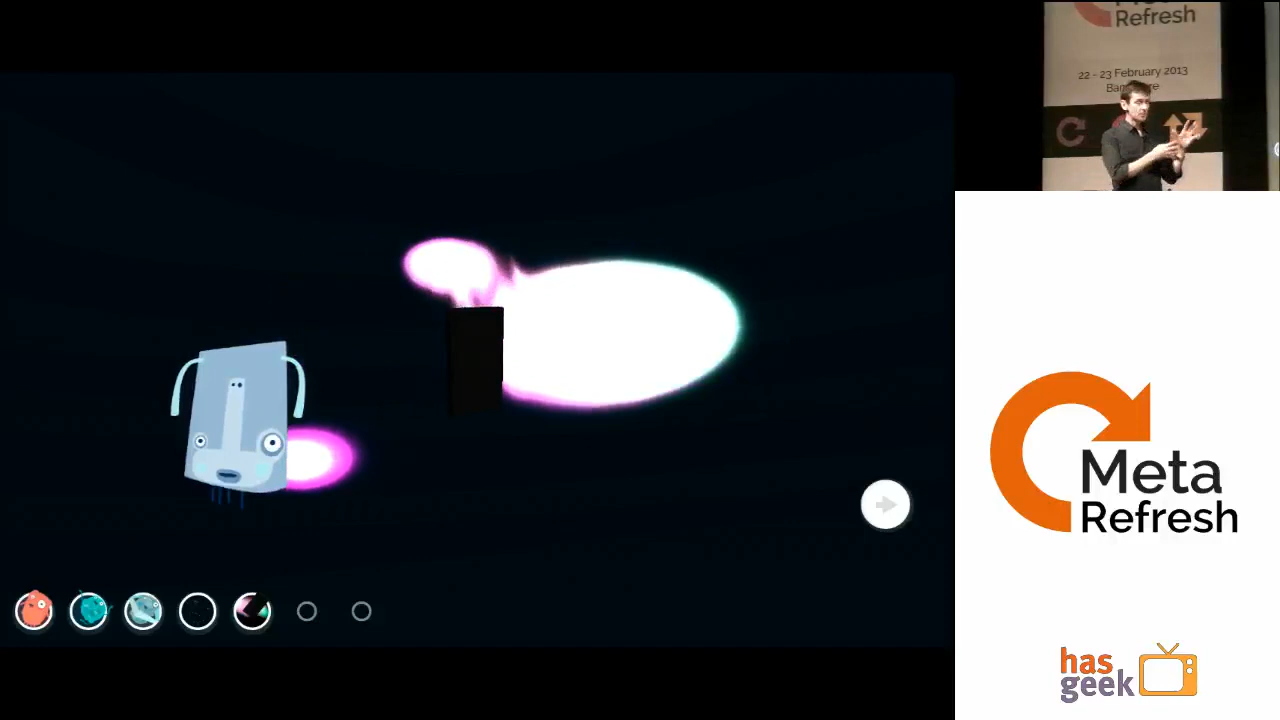 Refresh
22 - 23 February 2013
Meta
Refresh
has
geek